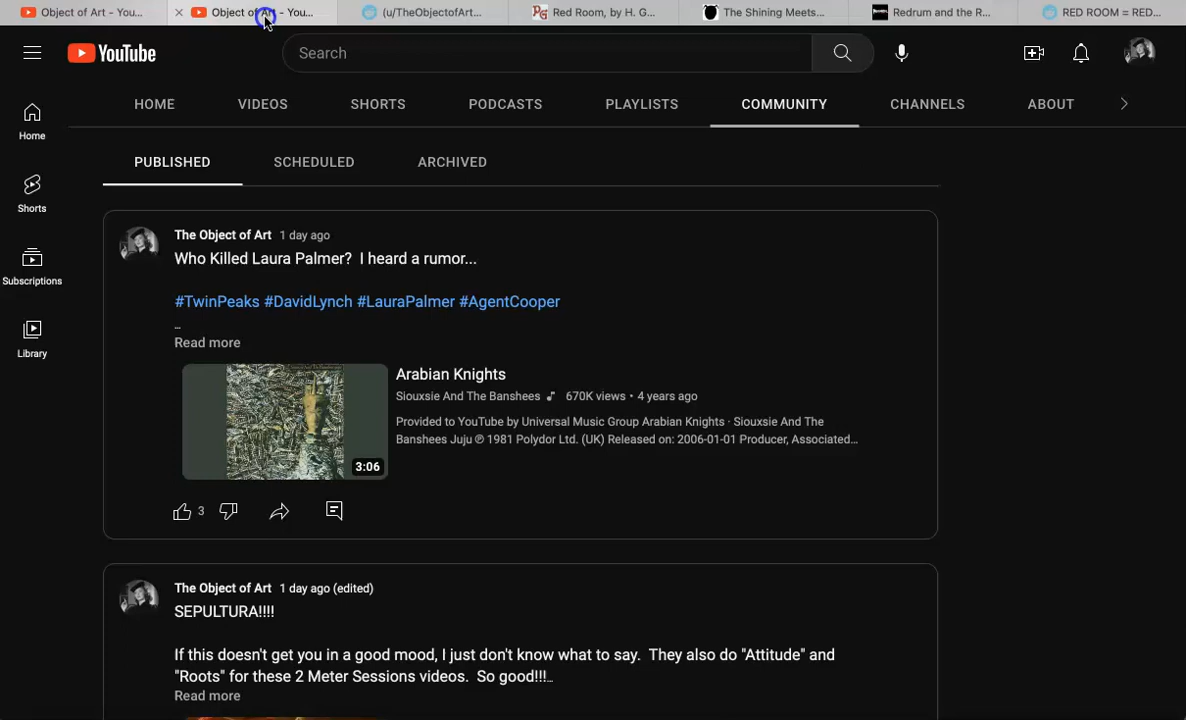 Object of Art - You...
Object of Art - You...
(u/TheObjectofArt...
Red Room, by H. G...
The Shining Meets...
Redrum and the R...
RED ROOM = RED...
YouTube
Search
HOME
VIDEOS
SHORTS
PODCASTS
PLAYLISTS
COMMUNITY
CHANNELS
ABOUT
Home
Shorts
Subscriptions
Library
PUBLISHED
SCHEDULED
ARCHIVED
The Object of Art 1 day ago
Who Killed Laura Palmer? I heard a rumor...
#TwinPeaks #DavidLynch #LauraPalmer #AgentCooper
...
Read more
3:06
Arabian Knights
Siouxsie And The Banshees 670K views • 4 years ago
Provided to YouTube by Universal Music Group Arabian Knights · Siouxsie And The
Banshees Juju ℗ 1981 Polydor Ltd. (UK) Released on: 2006-01-01 Producer, Associated...
3
The Object of Art 1 day ago (edited)
SEPULTURA!!!!
If this doesn't get you in a good mood, I just don't know what to say. They also do "Attitude" and
"Roots" for these 2 Meter Sessions videos. So good!!!...
Read more